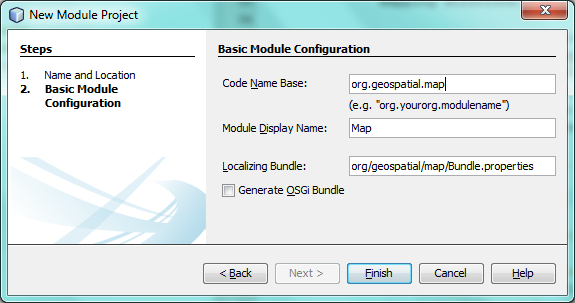 New Module Project
Steps
1. Name and Location
2. Basic Module
Configuration
Basic Module Configuration
Code Name Base: org.geospatial.map
(e.g. "org.yourorg.modulename")
Module Display Name: Map
Localizing Bundle: org/geospatial/map/Bundle.properties
Generate OSGi Bundle
< Back Next > Finish Cancel Help